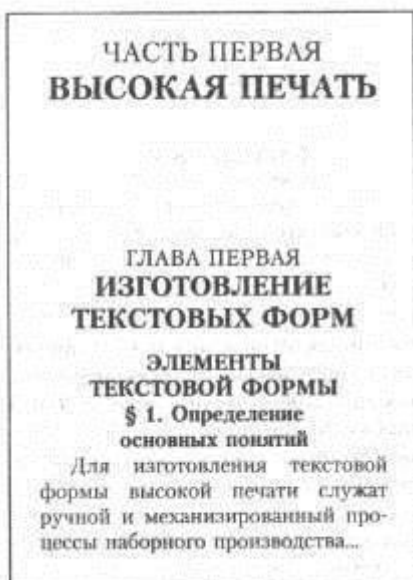 ЧАСТЬ ПЕРВАЯ
ВЫСОКАЯ ПЕЧАТЬ
ГЛАВА ПЕРВАЯ
ИЗГОТОВЛЕНИЕ
ТЕКСТОВЫХ ФОРМ
ЭЛЕМЕНТЫ
ТЕКСТОВОЙ ФОРМЫ
§ 1. Определение
основных понятий
Для изготовления текстовой
формы высокой печати служат
ручной и механизированный про-
цессы наборного производства...